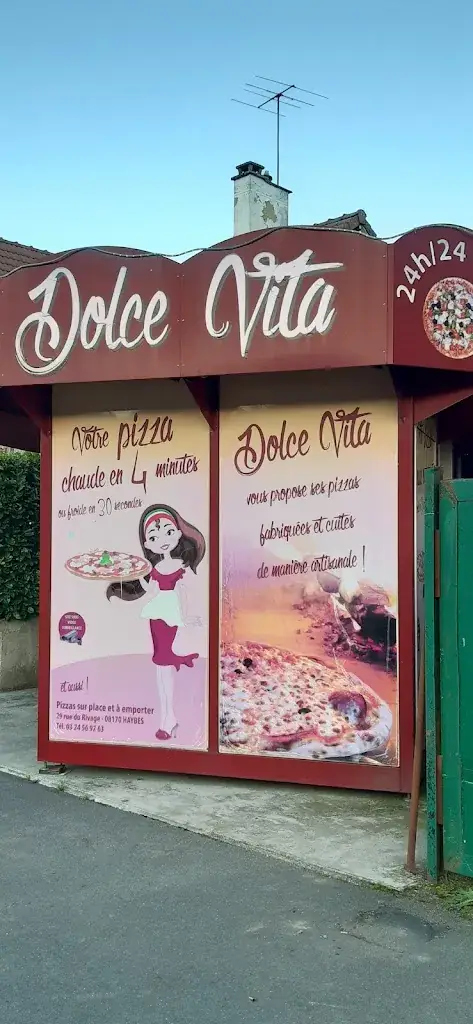 Dolce Vita
24h/24
Votre pizza
chaude en 4 minutes
ou froide en 30 secondes
et aussi !
Pizzas sur place et à emporter
29 rue du Rivage - 08170 HAYBES
Tél. 03 24 56 92 63
Dolce Vita
vous propose ses pizzas
fabriquées et cuites
de manière artisanale !